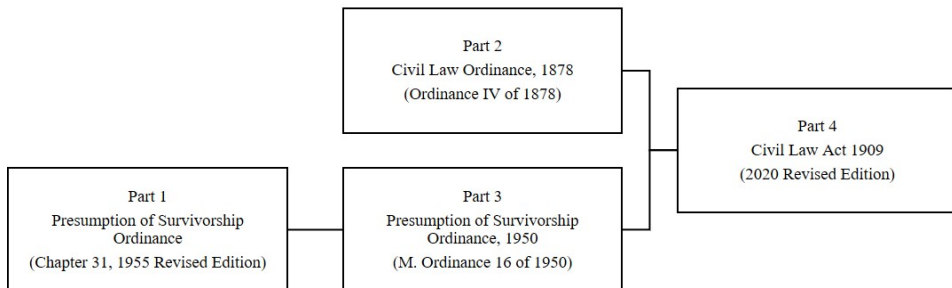 Part 2
Civil Law Ordinance, 1878
(Ordinance IV of 1878)
Part 4
Civil Law Act 1909
(2020 Revised Edition)
Part 1
Presumption of Survivorship
Ordinance
(Chapter 31, 1955 Revised Edition)
Part 3
Presumption of Survivorship
Ordinance, 1950
(M. Ordinance 16 of 1950)